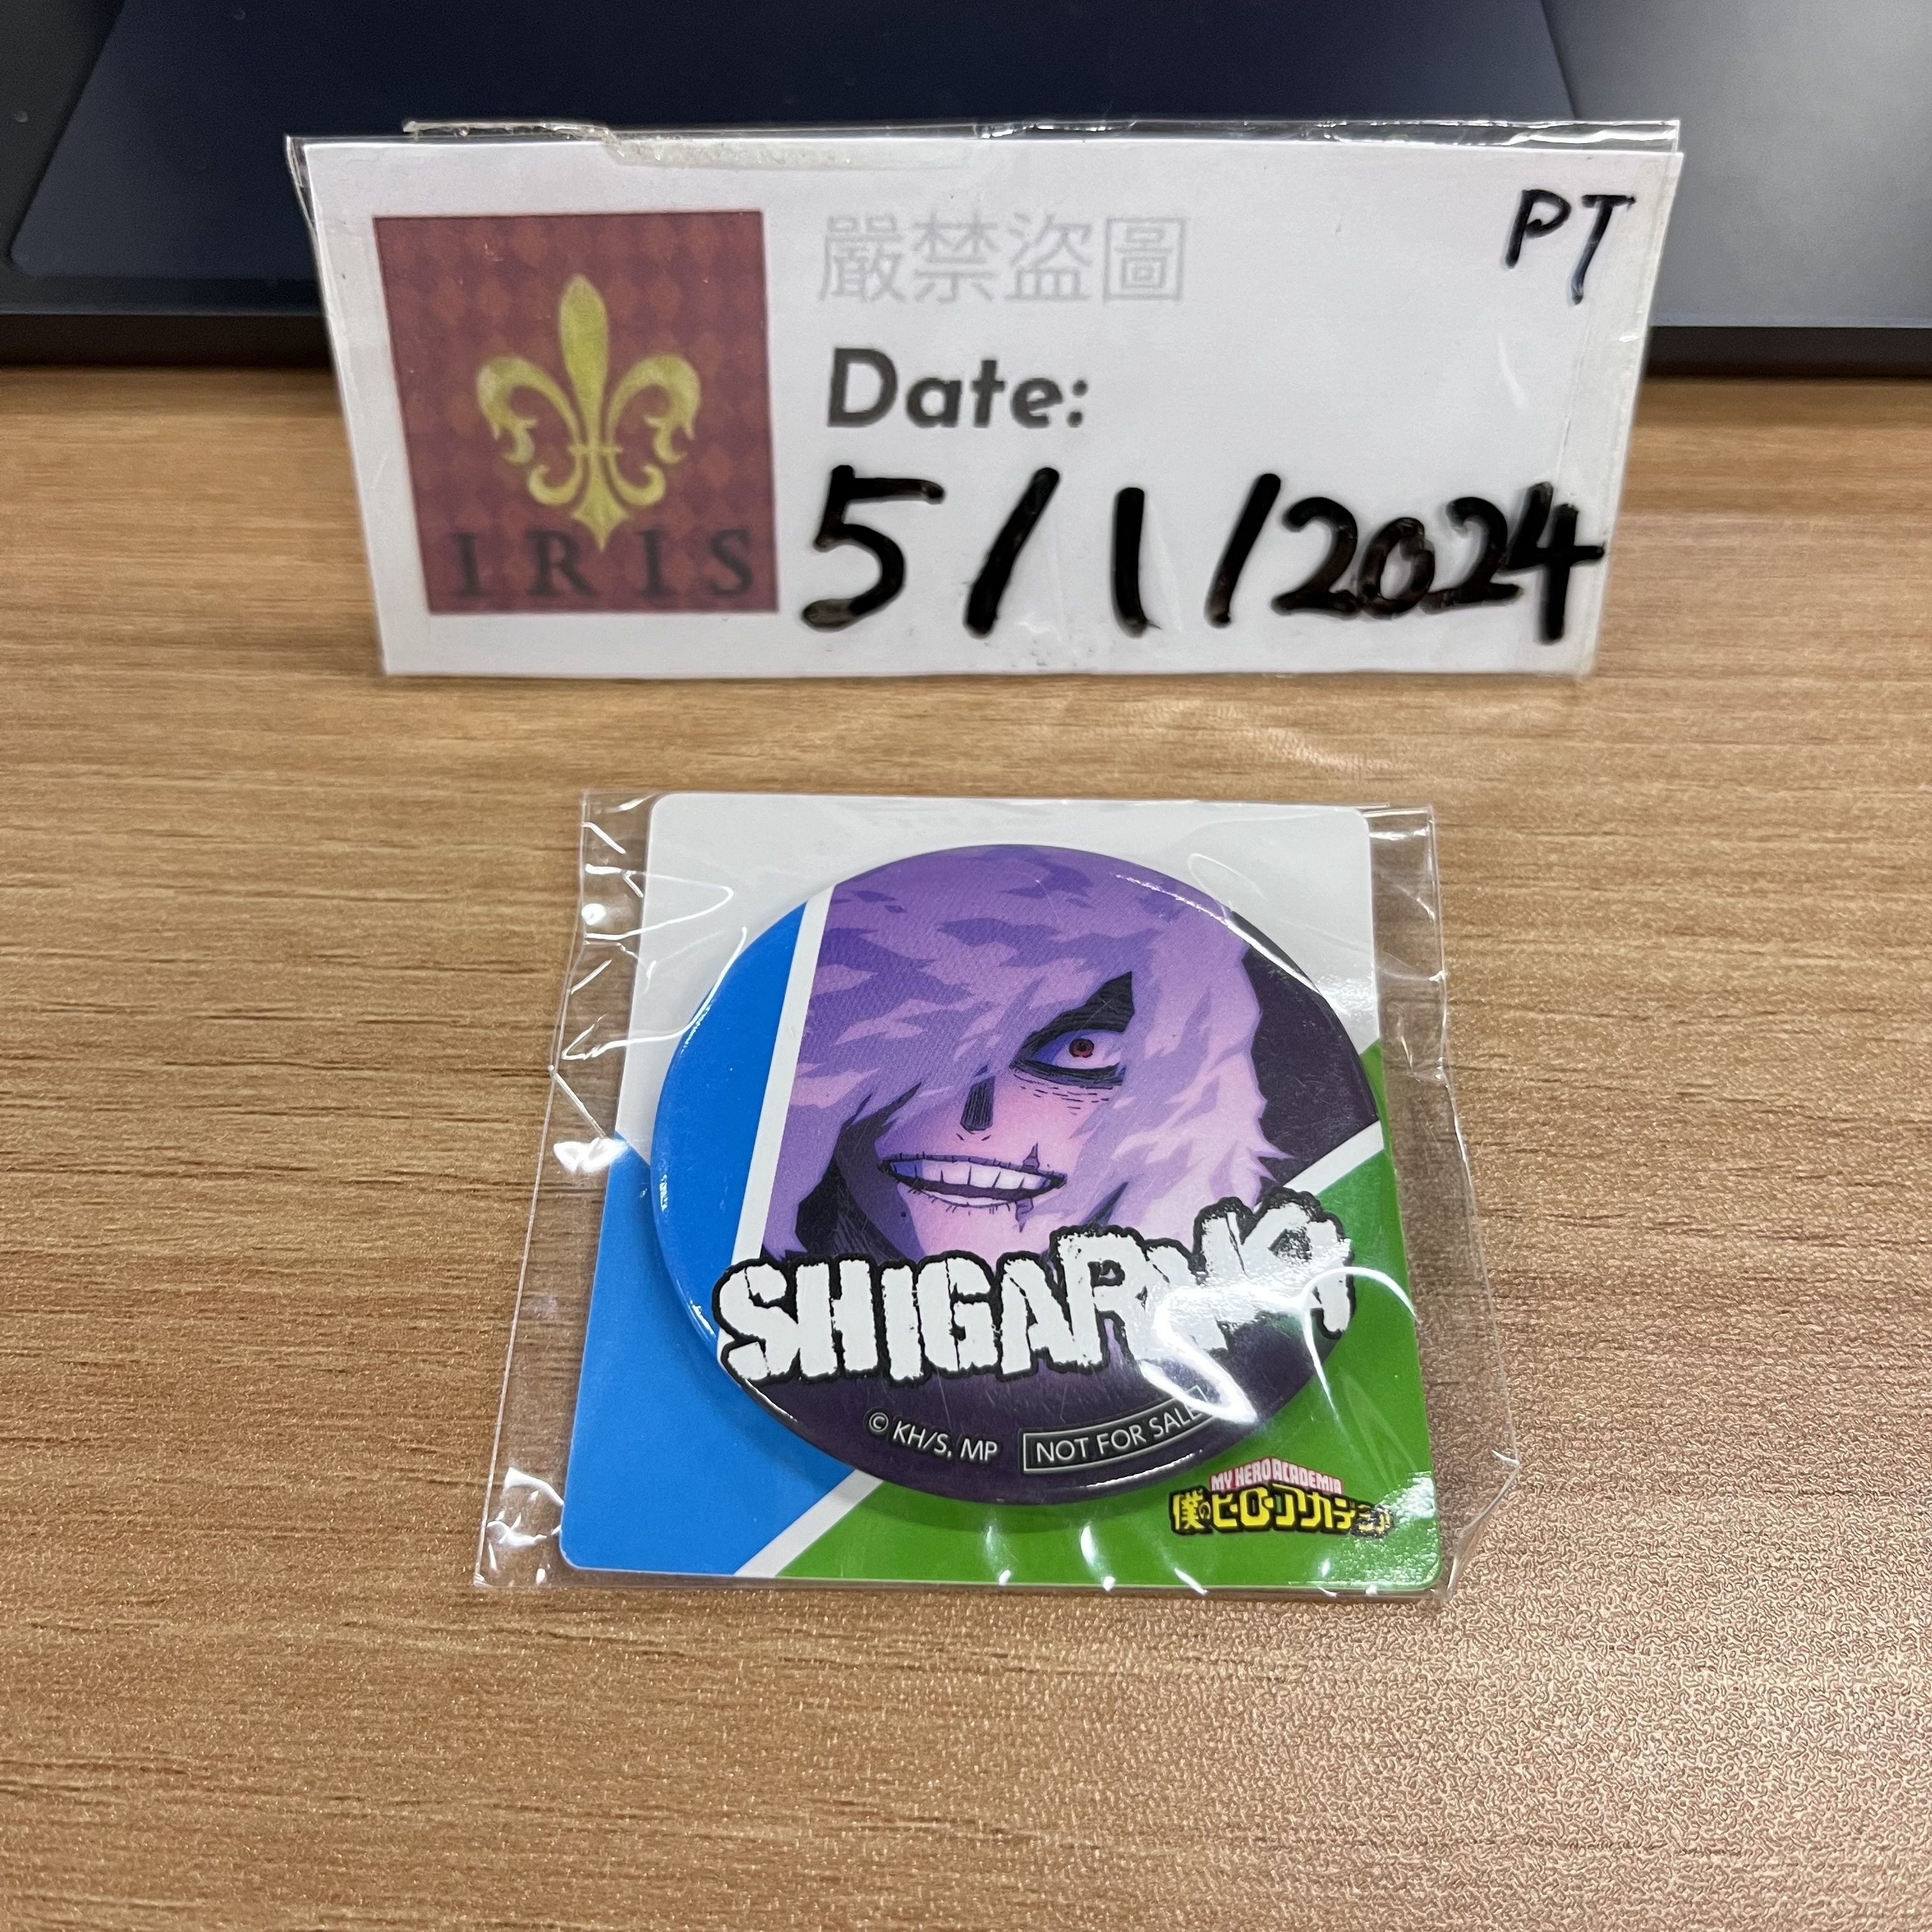 嚴禁盜圖
PT
Date:
5/1/2024
IRIS
SHIGARAKI
© KH/S, MP
NOT FOR SALE
MY HERO ACADEMIA
僕のヒーローアカデミア